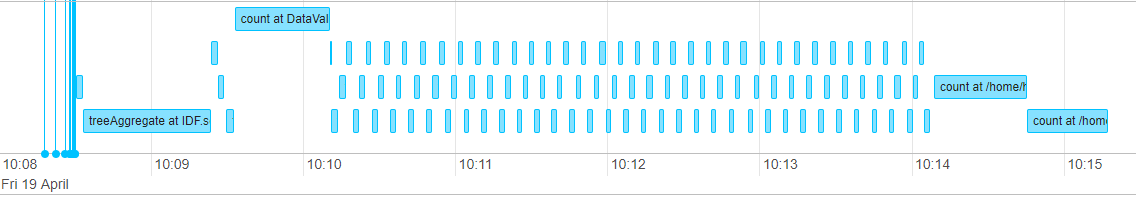 count at DataVal
treeAggregate at IDF.s
count at /home/h
count at /home
10:08 10:09 10:10 10:11 10:12 10:13 10:14 10:15
Fri 19 April